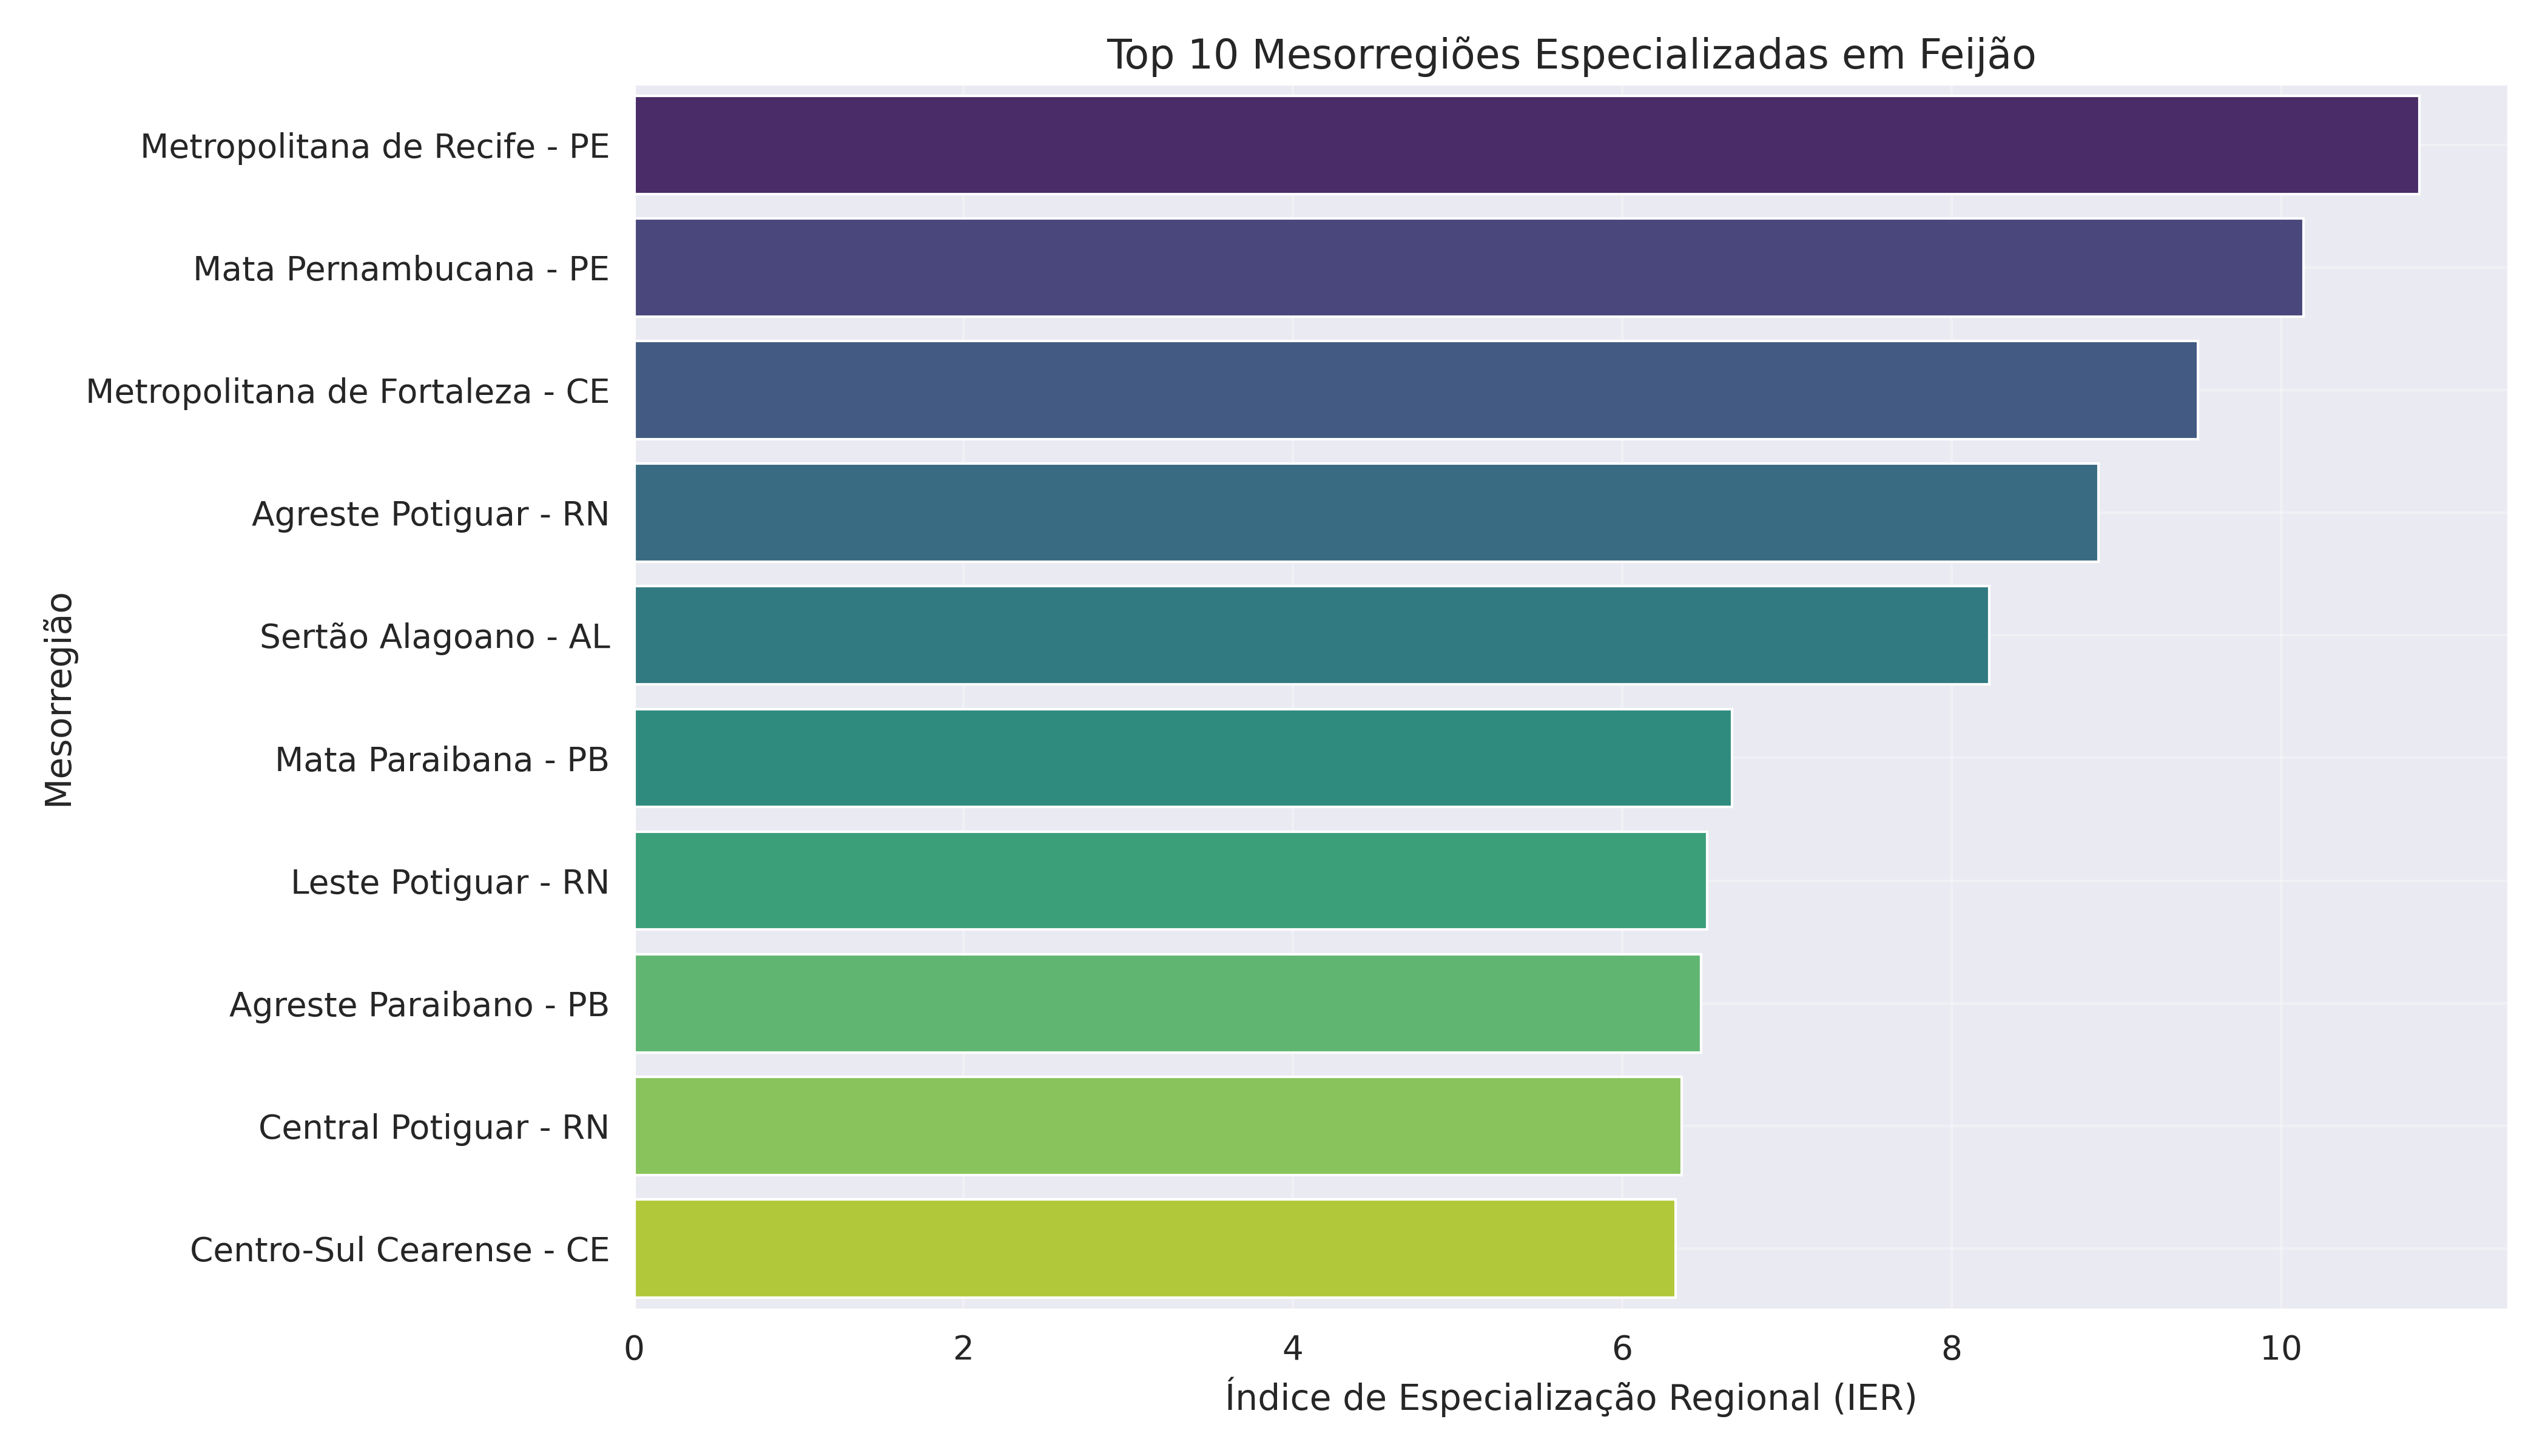 Top 10 Mesorregiões Especializadas em Feijão
Mesorregião
Metropolitana de Recife - PE
Mata Pernambucana - PE
Metropolitana de Fortaleza - CE
Agreste Potiguar - RN
Sertão Alagoano - AL
Mata Paraibana - PB
Leste Potiguar - RN
Agreste Paraibano - PB
Central Potiguar - RN
Centro-Sul Cearense - CE
0 2 4 6 8 10
Índice de Especialização Regional (IER)